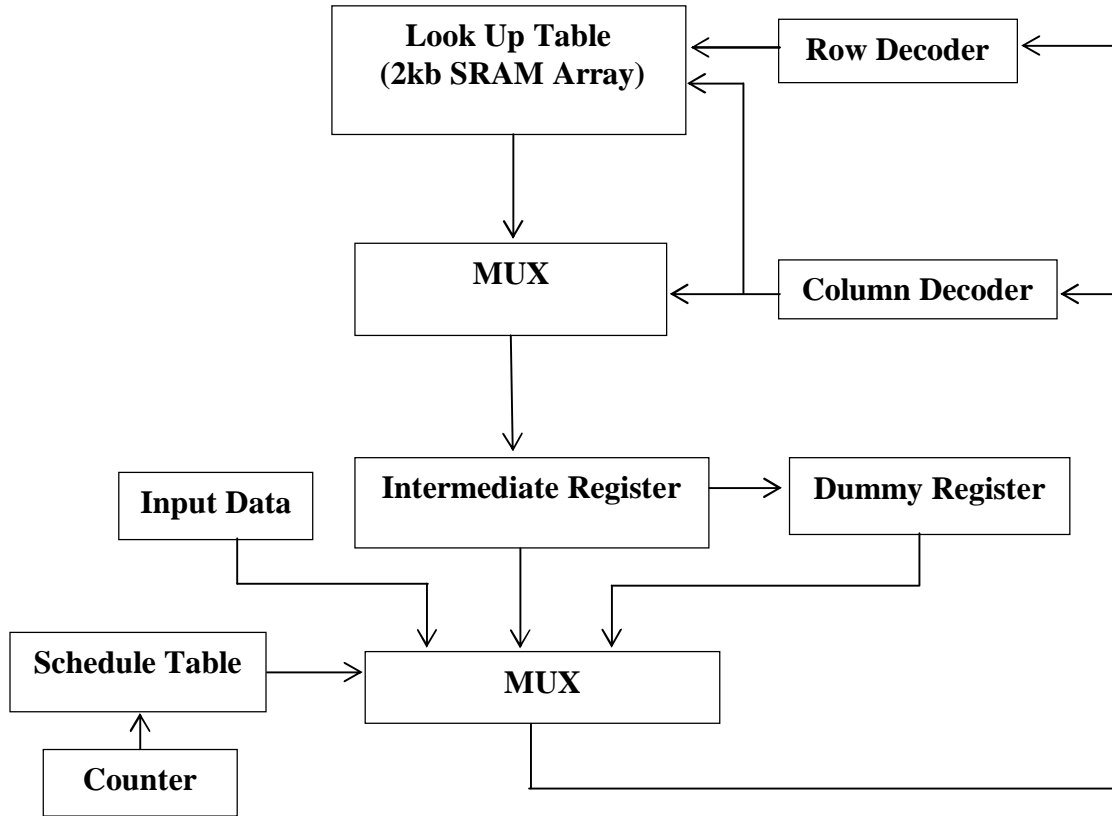 Look Up Table
(2kb SRAM Array)
Row Decoder
MUX
Column Decoder
Input Data
Intermediate Register
Dummy Register
Schedule Table
MUX
Counter